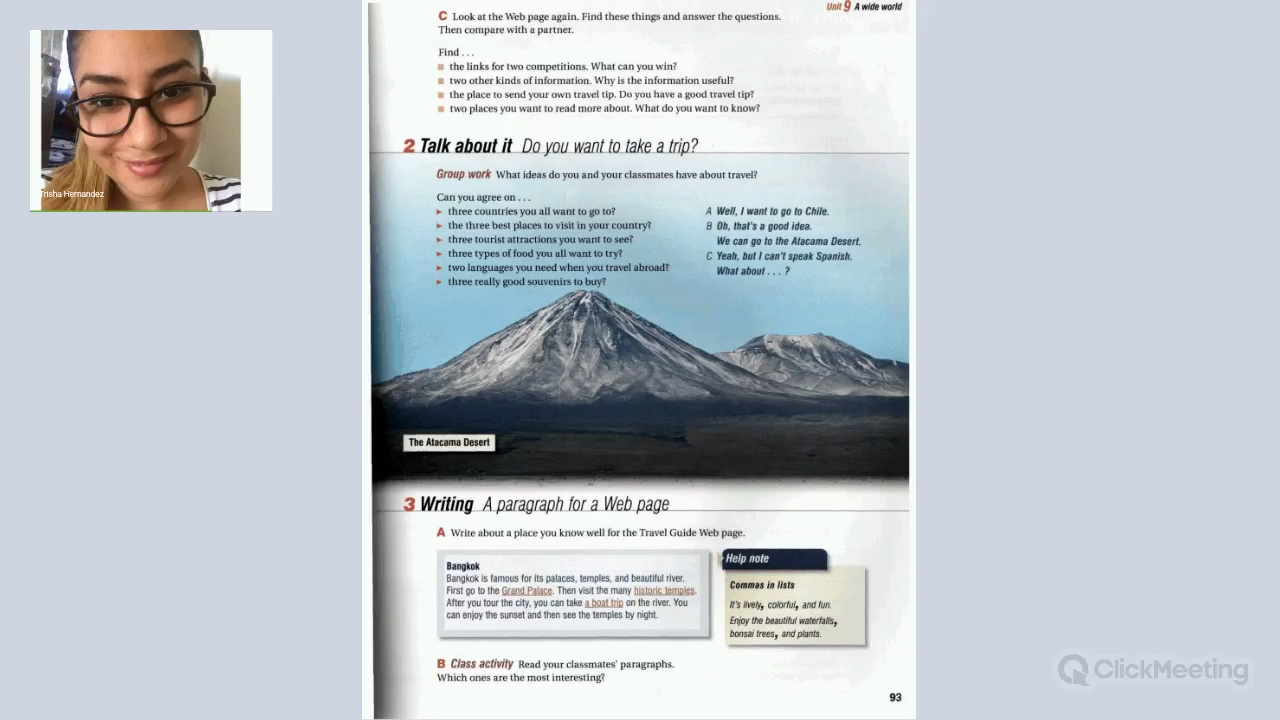 Unit 9 A wide world
C Look at the Web page again. Find these things and answer the questions.
Then compare with a partner.
Find . . .
the links for two competitions. What can you win?
two other kinds of information. Why is the information useful?
the place to send your own travel tip. Do you have a good travel tip?
two places you want to read more about. What do you want to know?
2 Talk about it Do you want to take a trip?
Group work What ideas do you and your classmates have about travel?
Can you agree on . . .
three countries you all want to go to?
the three best places to visit in your country?
three tourist attractions you want to see?
three types of food you all want to try?
two languages you need when you travel abroad?
three really good souvenirs to buy?
A Well, I want to go to Chile.
B Oh, that's a good idea.
We can go to the Atacama Desert.
C Yeah, but I can't speak Spanish.
What about . . . ?
The Atacama Desert
3 Writing A paragraph for a Web page
A Write about a place you know well for the Travel Guide Web page.
Bangkok
Bangkok is famous for its palaces, temples, and beautiful river.
First go to the Grand Palace. Then visit the many historic temples.
After you tour the city, you can take a boat trip on the river. You
can enjoy the sunset and then see the temples by night.
Help note
Commas in lists
It's lively, colorful, and fun.
Enjoy the beautiful waterfalls,
bonsai trees, and plants.
B Class activity Read your classmates' paragraphs.
Which ones are the most interesting?
93
Trisha Hernandez
ClickMeeting